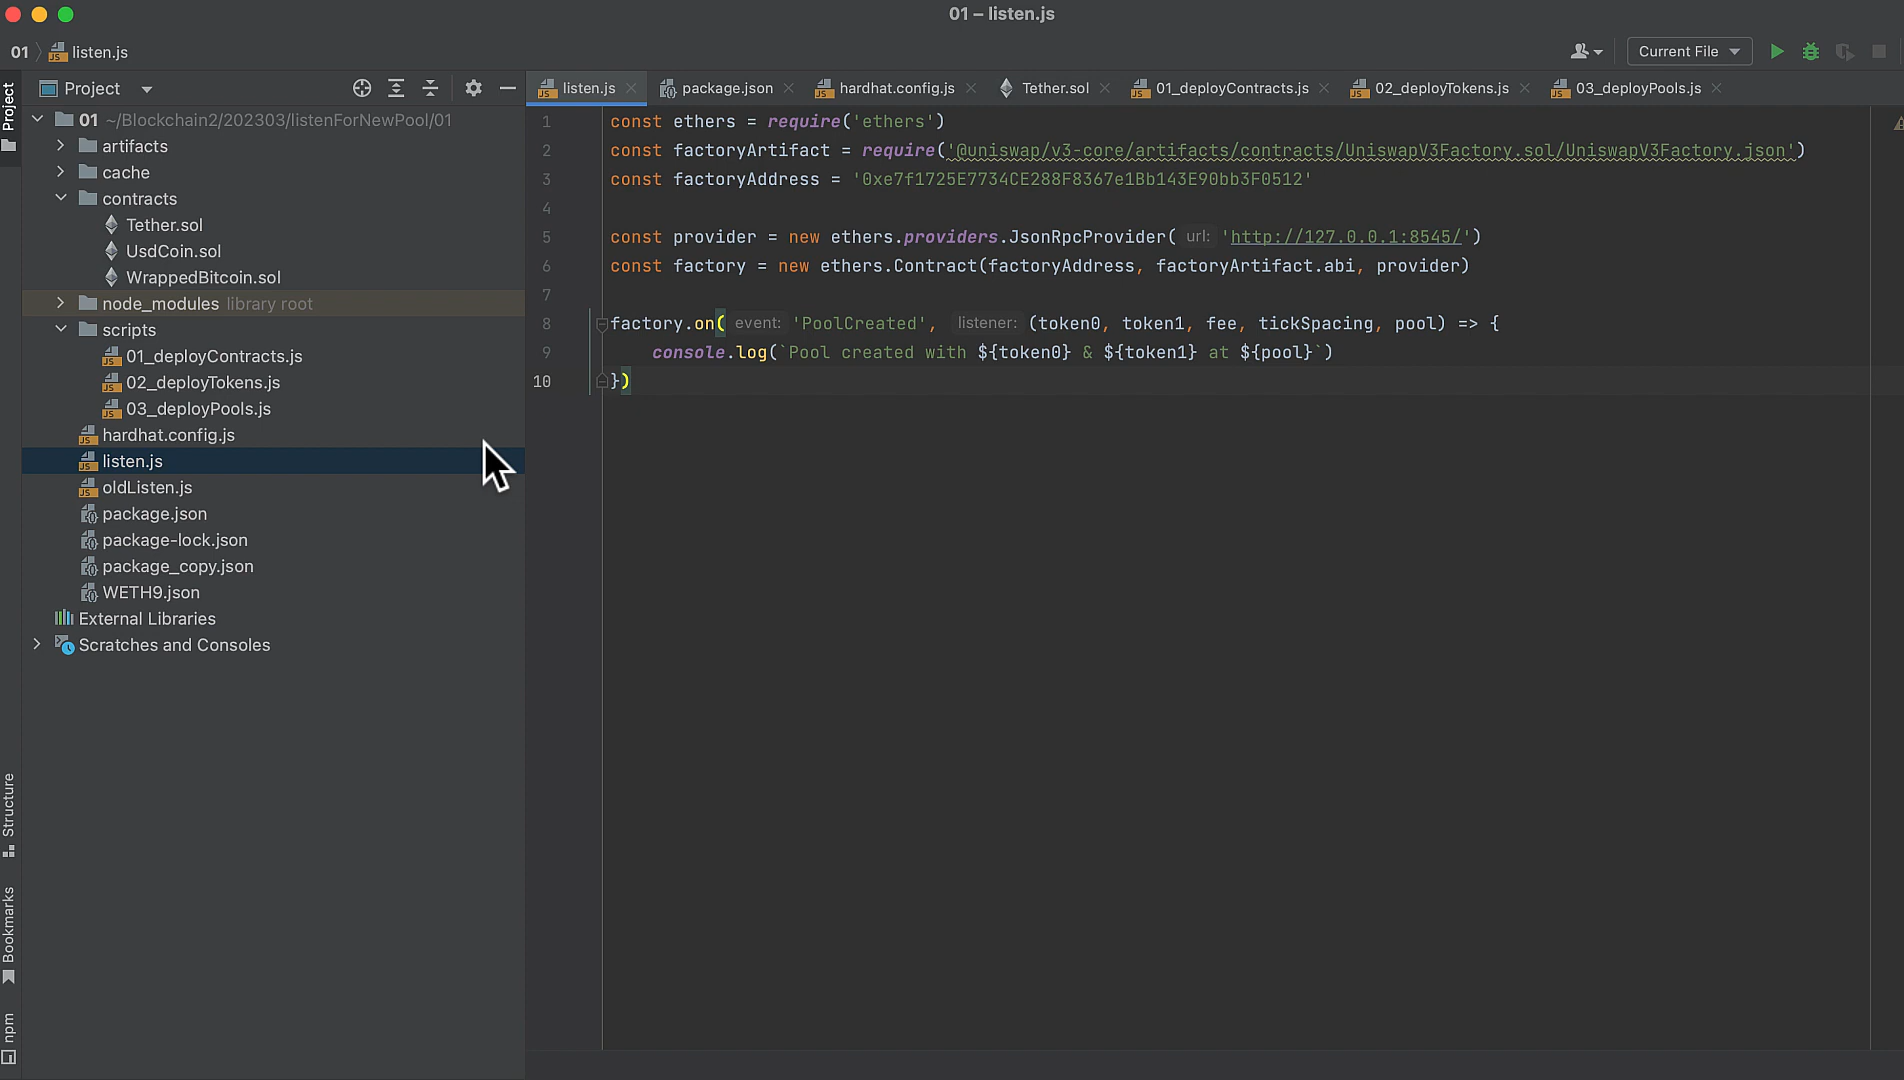 01 – listen.js
01 listen.js
Current File
Project
Project
listen.js
package.json
hardhat.config.js
Tether.sol
01_deployContracts.js
02_deployTokens.js
03_deployPools.js
01 ~/Blockchain2/202303/listenForNewPool/01
artifacts
cache
contracts
Tether.sol
UsdCoin.sol
WrappedBitcoin.sol
node_modules library root
scripts
01_deployContracts.js
02_deployTokens.js
03_deployPools.js
hardhat.config.js
listen.js
oldListen.js
package.json
package-lock.json
package_copy.json
WETH9.json
External Libraries
Scratches and Consoles
Structure
Bookmarks
npm
1 const ethers = require('ethers')
2 const factoryArtifact = require('@uniswap/v3-core/artifacts/contracts/UniswapV3Factory.sol/UniswapV3Factory.json')
3 const factoryAddress = '0xe7f1725E7734CE288F8367e1Bb143E90bb3F0512'
4
5 const provider = new ethers.providers.JsonRpcProvider( url: 'http://127.0.0.1:8545/')
6 const factory = new ethers.Contract(factoryAddress, factoryArtifact.abi, provider)
7
8 factory.on( event: 'PoolCreated', listener: (token0, token1, fee, tickSpacing, pool) => {
9 console.log(`Pool created with ${token0} & ${token1} at ${pool}`)
10 })